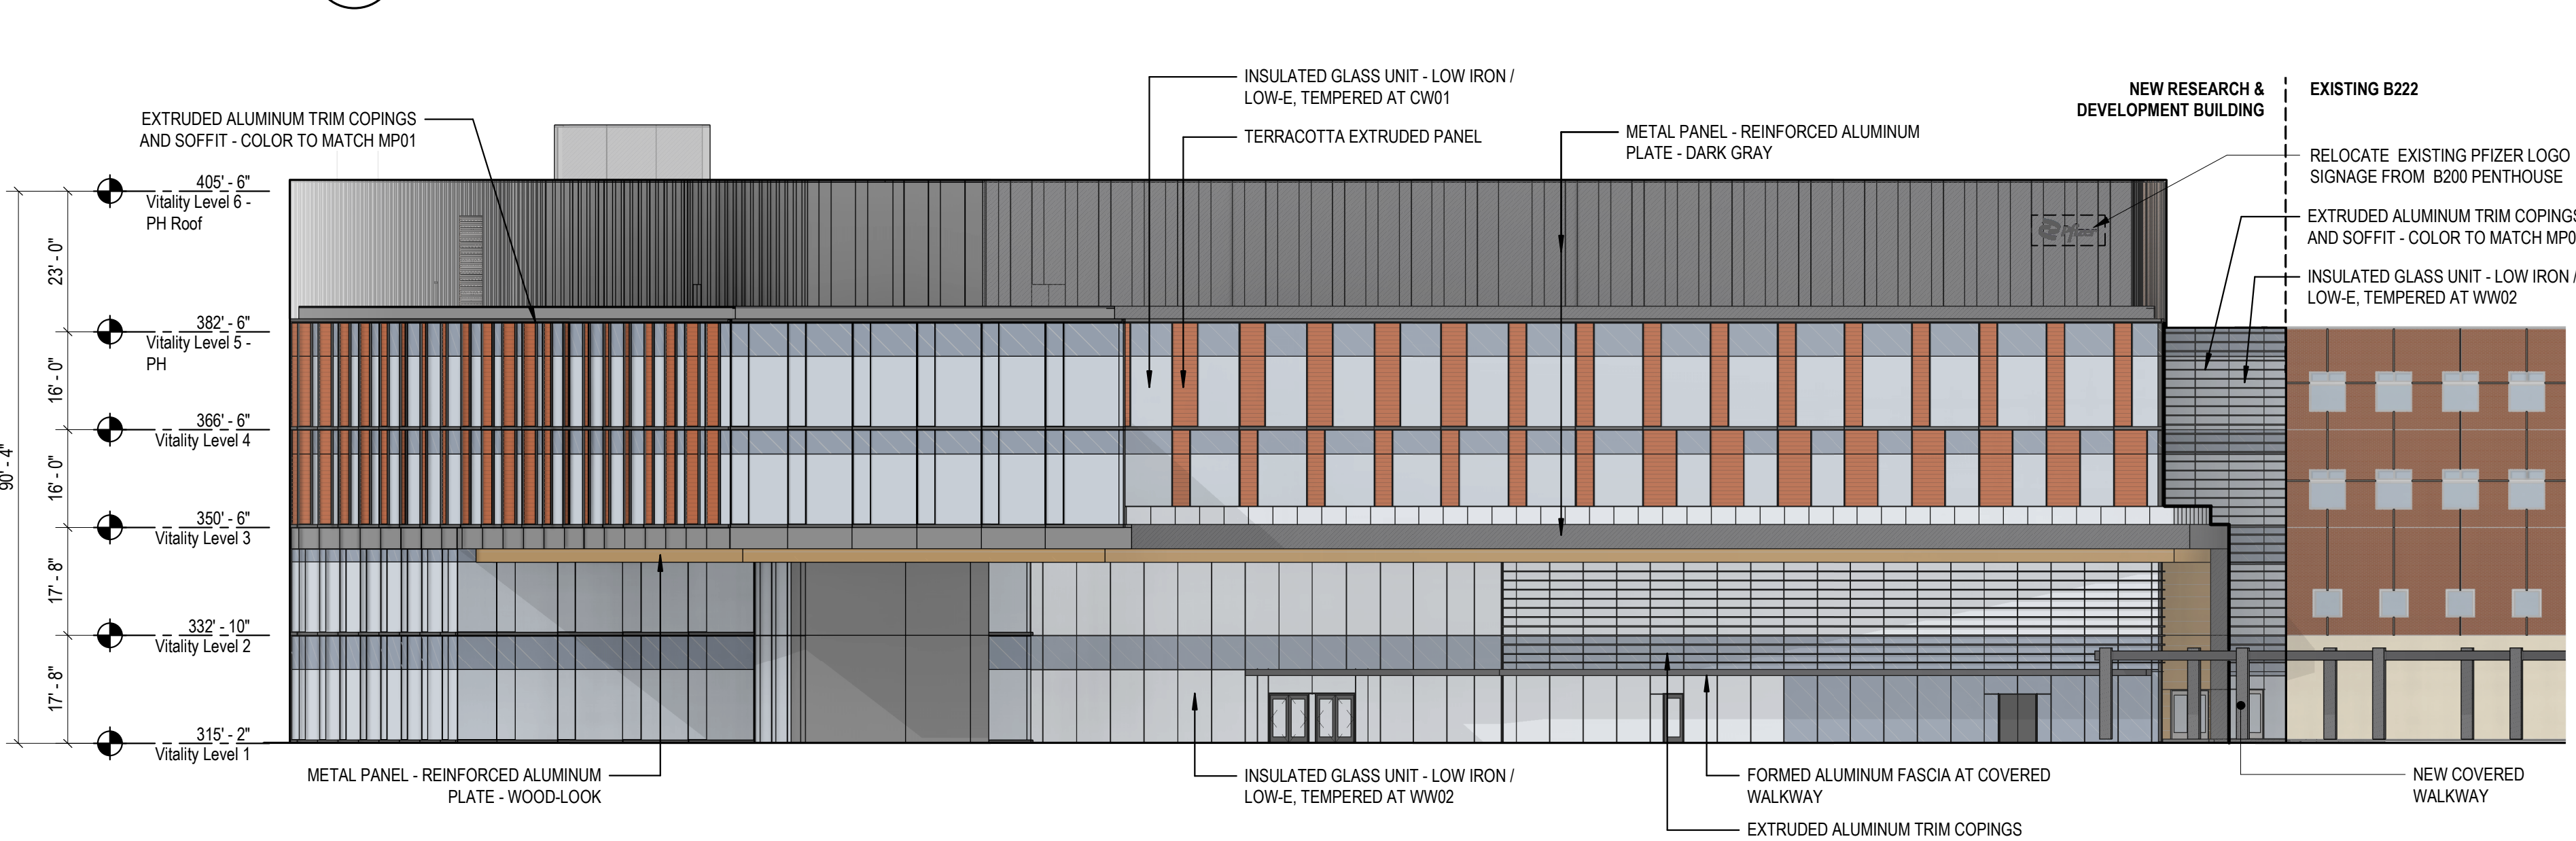 INSULATED GLASS UNIT - LOW IRON /
LOW-E, TEMPERED AT CW01
NEW RESEARCH &
DEVELOPMENT BUILDING
EXISTING B222
EXTRUDED ALUMINUM TRIM COPINGS
AND SOFFIT - COLOR TO MATCH MP01
TERRACOTTA EXTRUDED PANEL
METAL PANEL - REINFORCED ALUMINUM
PLATE - DARK GRAY
RELOCATE EXISTING PFIZER LOGO
SIGNAGE FROM B200 PENTHOUSE
405' - 6"
Vitality Level 6 -
PH Roof
Pfizer
EXTRUDED ALUMINUM TRIM COPINGS
AND SOFFIT - COLOR TO MATCH MP0
INSULATED GLASS UNIT - LOW IRON /
LOW-E, TEMPERED AT WW02
23' - 0"
382' - 6"
Vitality Level 5 -
PH
16' - 0"
366' - 6"
Vitality Level 4
90' - 4"
16' - 0"
350' - 6"
Vitality Level 3
17' - 8"
332' - 10"
Vitality Level 2
17' - 8"
315' - 2"
Vitality Level 1
METAL PANEL - REINFORCED ALUMINUM
PLATE - WOOD-LOOK
INSULATED GLASS UNIT - LOW IRON /
LOW-E, TEMPERED AT WW02
FORMED ALUMINUM FASCIA AT COVERED
WALKWAY
NEW COVERED
WALKWAY
EXTRUDED ALUMINUM TRIM COPINGS